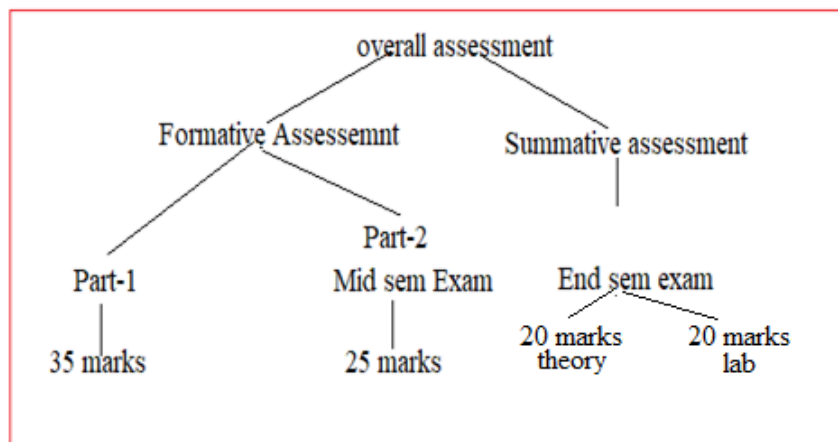 overall assessment
Formative Assessemnt
Summative assessment
Part-2
Part-1
Mid sem Exam
End sem exam
35 marks
25 marks
20 marks
theory
20 marks
lab